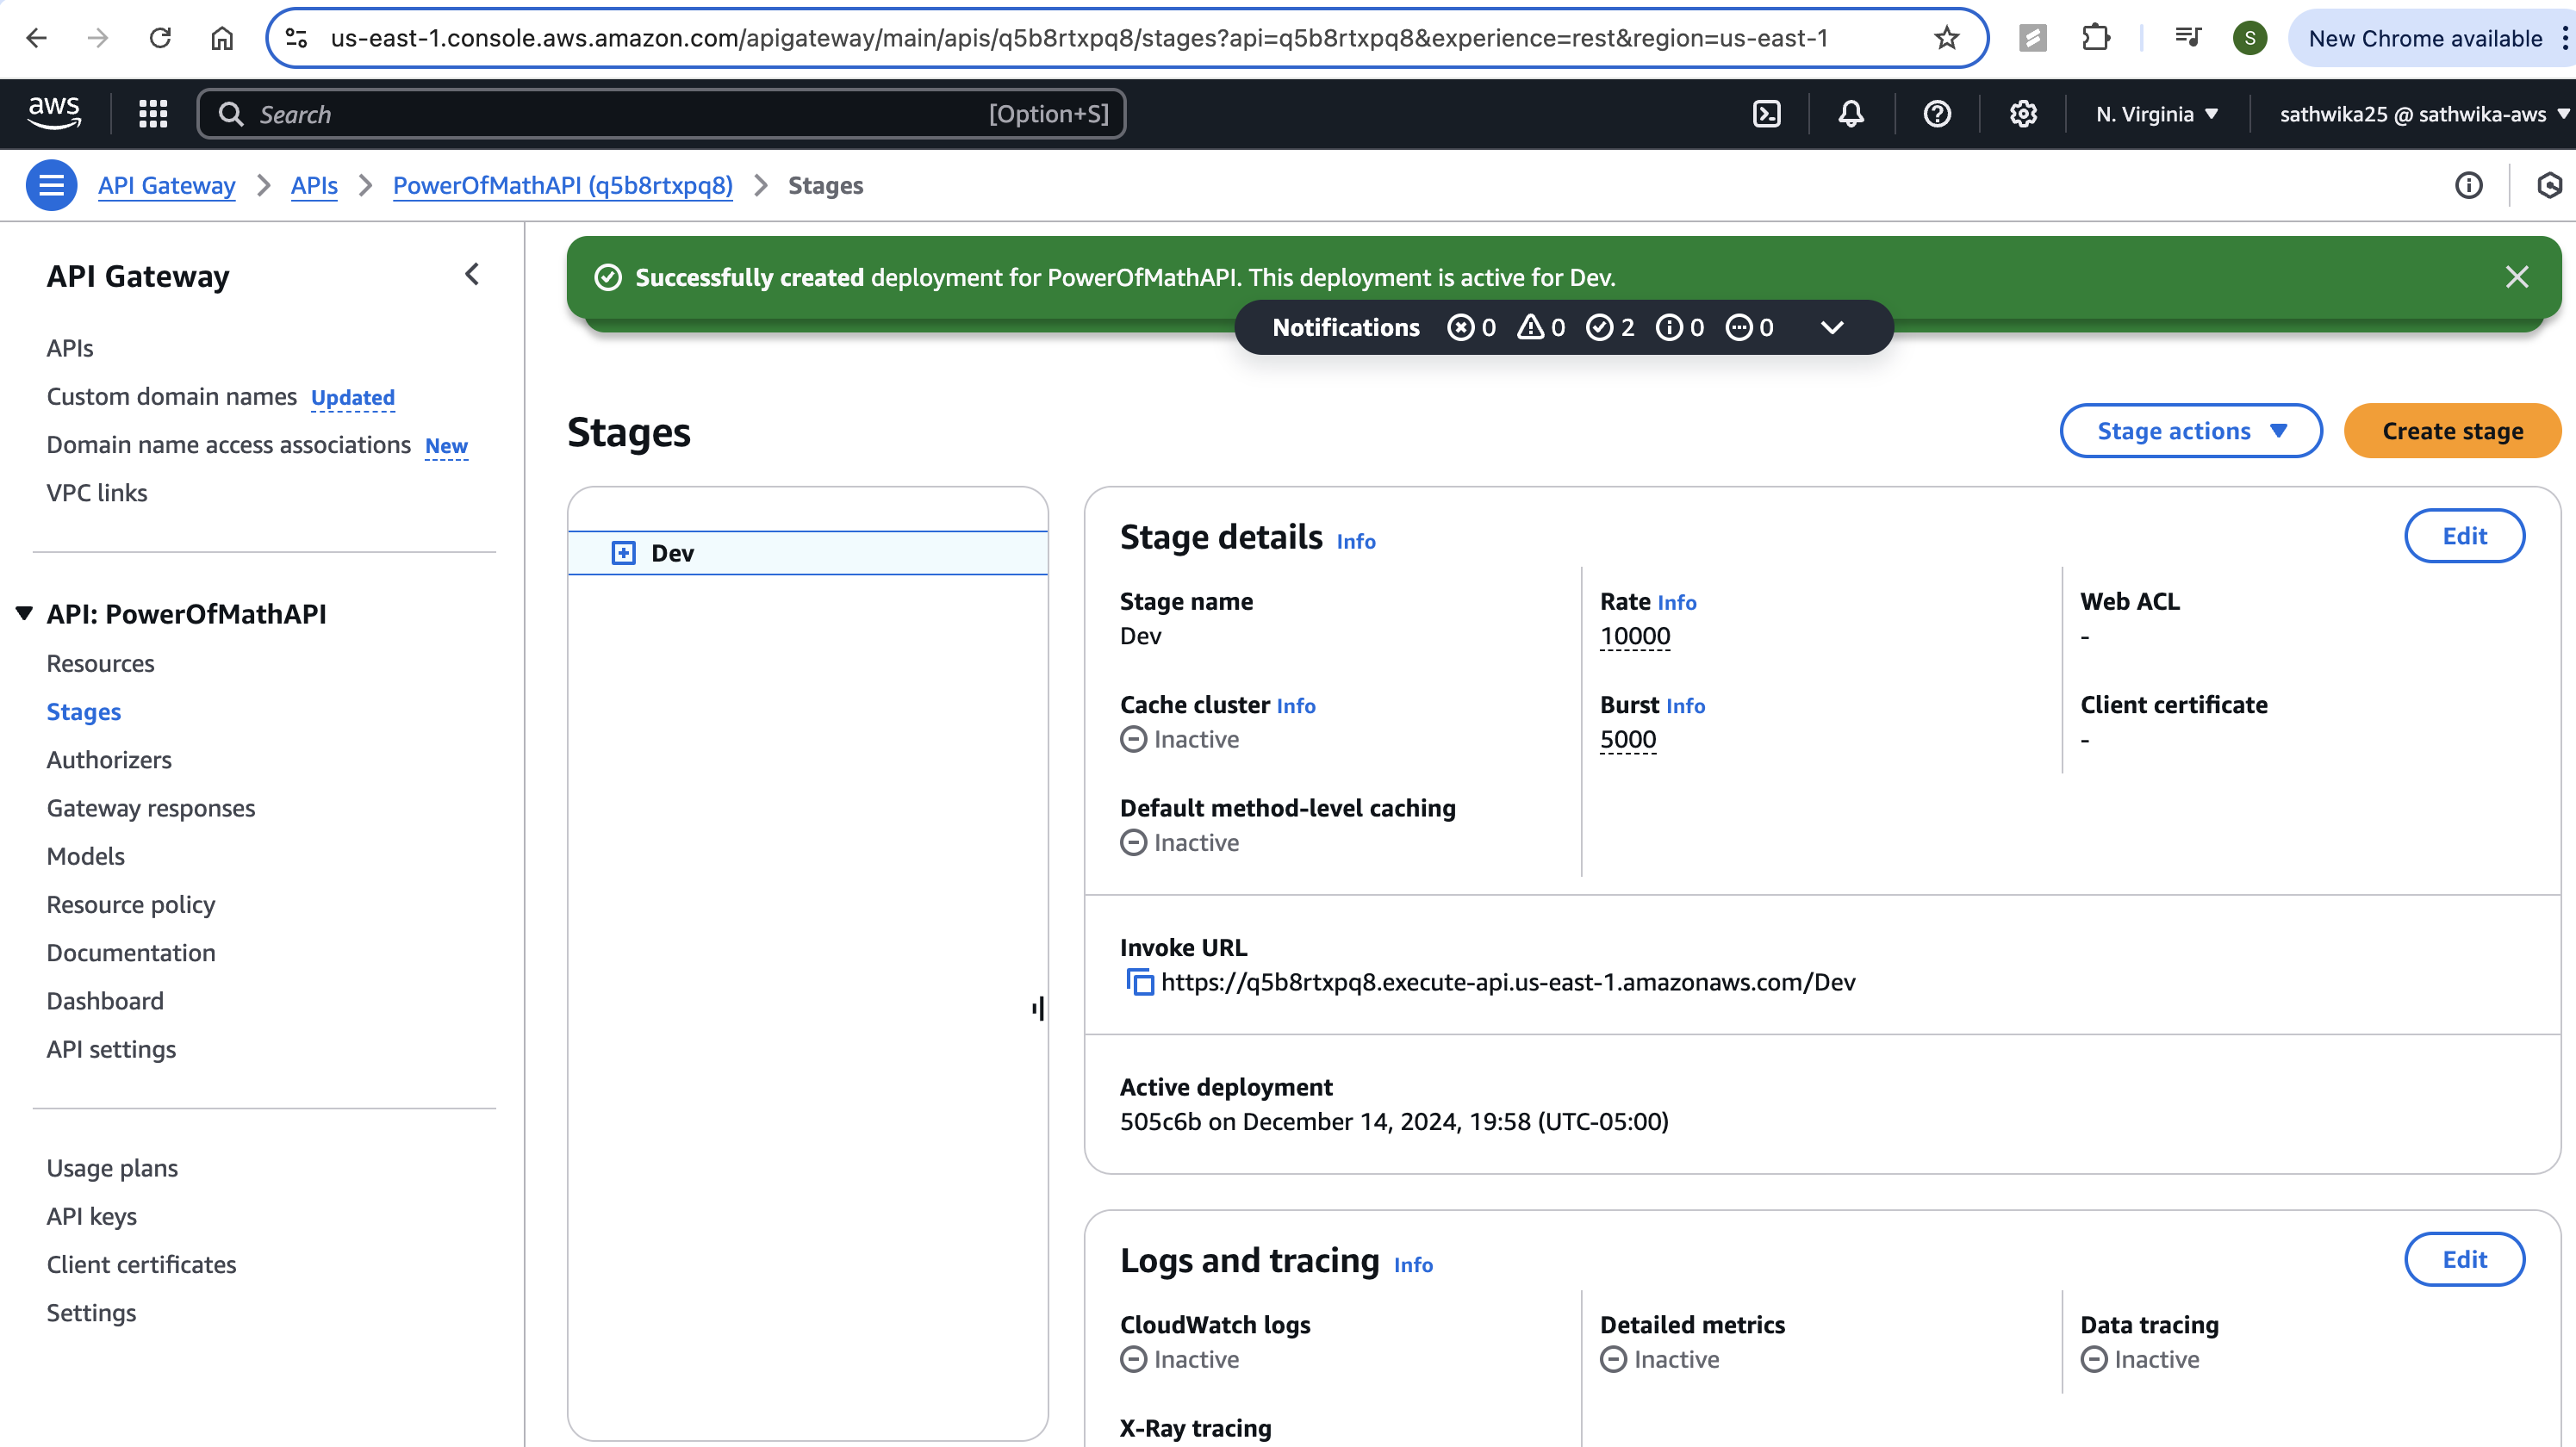 us-east-1.console.aws.amazon.com/apigateway/main/apis/q5b8rtxpq8/stages?api=q5b8rtxpq8&experience=rest&region=us-east-1
S
New Chrome available
aws
Search
[Option+S]
N. Virginia
sathwika25 @ sathwika-aws
API Gateway
APIs
PowerOfMathAPI (q5b8rtxpq8)
Stages
API Gateway
APIs
Custom domain names Updated
Domain name access associations New
VPC links
API: PowerOfMathAPI
Resources
Stages
Authorizers
Gateway responses
Models
Resource policy
Documentation
Dashboard
API settings
Usage plans
API keys
Client certificates
Settings
Successfully created deployment for PowerOfMathAPI. This deployment is active for Dev.
Notifications 0 0 2 0 0
Stages
Stage actions
Create stage
Dev
Stage details Info
Edit
Stage name
Dev
Rate Info
10000
Web ACL
-
Cache cluster Info
Inactive
Burst Info
5000
Client certificate
-
Default method-level caching
Inactive
Invoke URL
https://q5b8rtxpq8.execute-api.us-east-1.amazonaws.com/Dev
Active deployment
505c6b on December 14, 2024, 19:58 (UTC-05:00)
Logs and tracing Info
Edit
CloudWatch logs
Inactive
Detailed metrics
Inactive
Data tracing
Inactive
X-Ray tracing